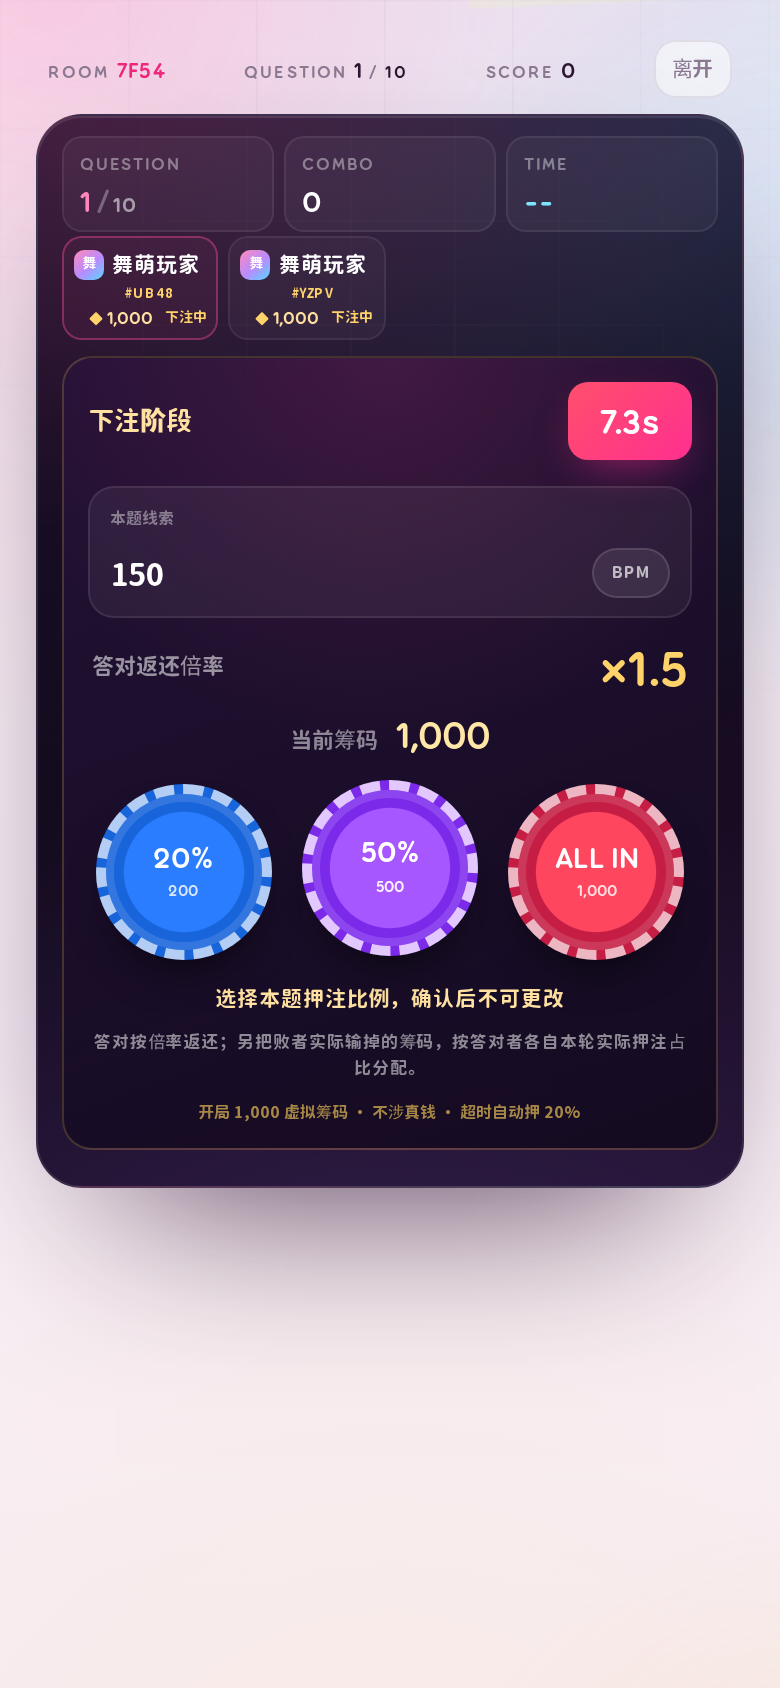 ROOM 7F54 QUESTION 1 / 10 SCORE 0 离开
QUESTION COMBO TIME
1 / 10 0 --
舞 舞萌玩家 舞 舞萌玩家
#UB48 #YZPV
◆ 1,000 下注中 ◆ 1,000 下注中
下注阶段 7.3s
本题线索
150 BPM
答对返还倍率 ×1.5
当前筹码 1,000
20% 50% ALL IN
200 500 1,000
选择本题押注比例，确认后不可更改
答对按倍率返还；另把败者实际输掉的筹码，按答对者各自本轮实际押注占
比分配。
开局 1,000 虚拟筹码 • 不涉真钱 • 超时自动押 20%